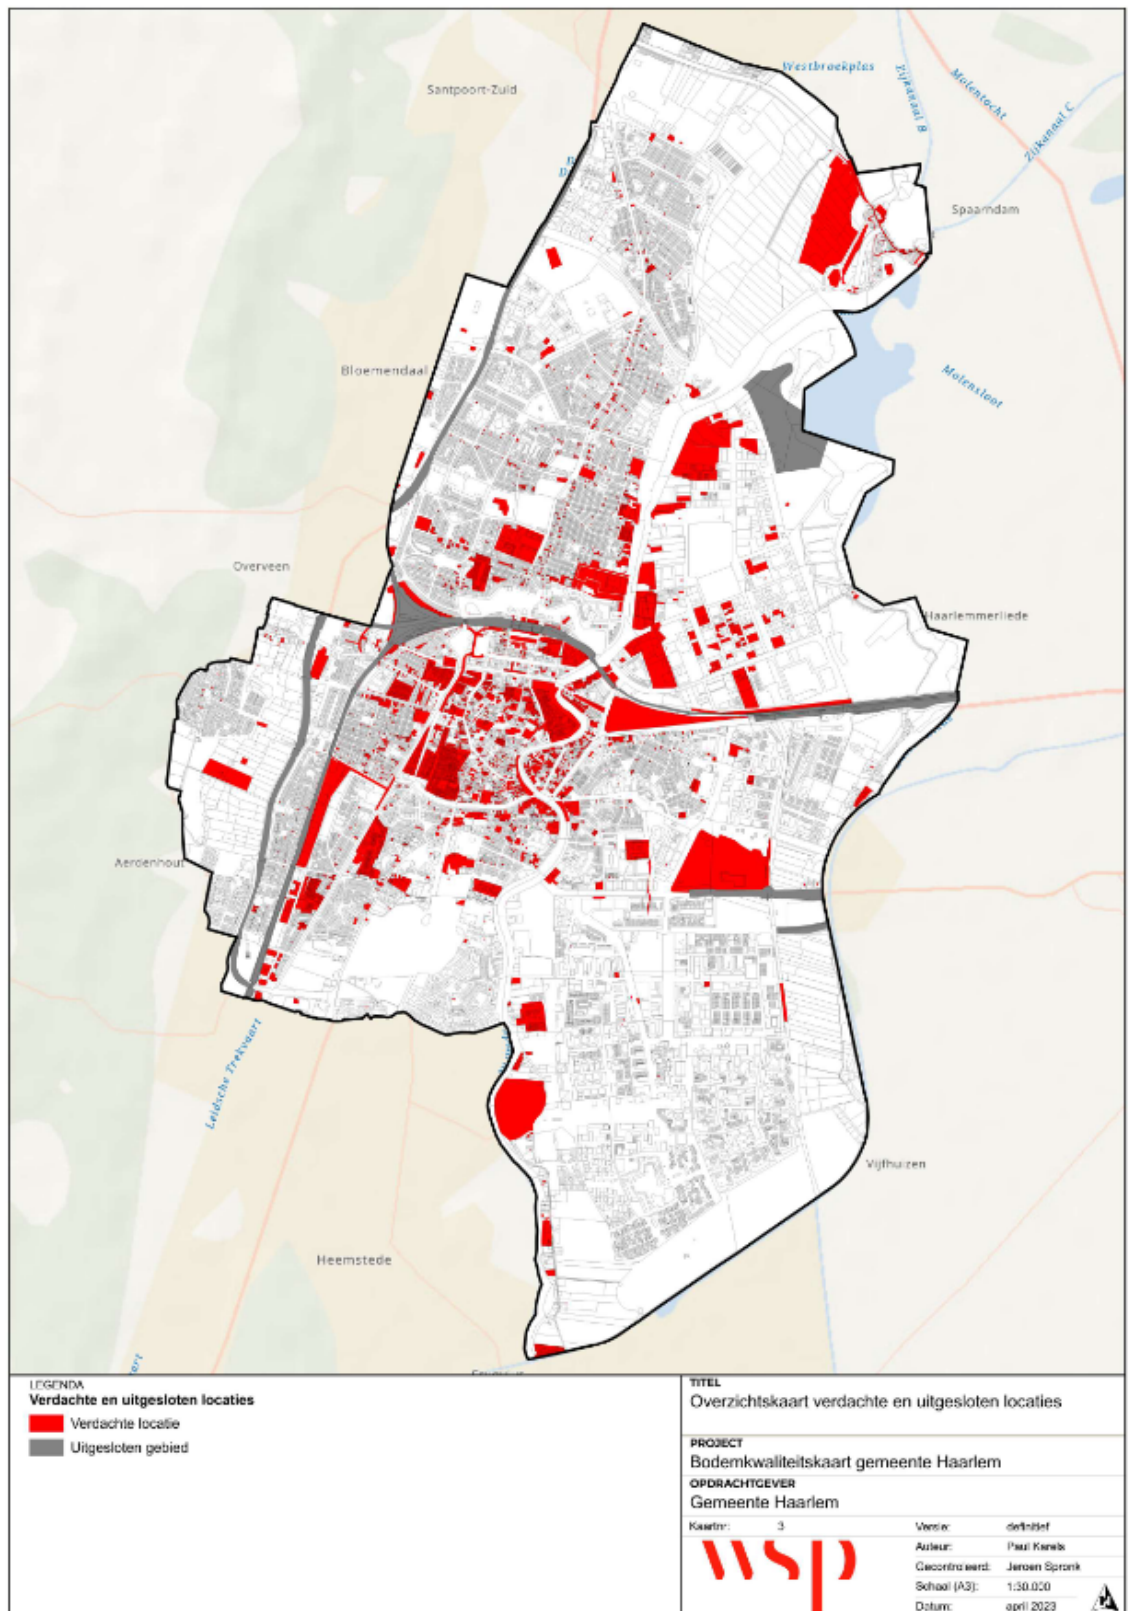 Westbroekplas
Santpoort-Zuid
Zijkanaal B
Molentocht
Zijkanaal C
Spaarndam
Bloemendaal
Molensloot
Overveen
Haarlemmerliede
Aerdenhout
Leidsche Trekvaart
Vijfhuizen
Heemstede
LEGENDA
Verdachte en uitgesloten locaties
Verdachte locatie
Uitgesloten gebied
TITEL
Overzichtskaart verdachte en uitgesloten locaties
PROJECT
Bodemkwaliteitskaart gemeente Haarlem
OPDRACHTGEVER
Gemeente Haarlem
Kaartnr: 3
Versie: definitief
Auteur: Paul Karels
Gecontroleerd: Jeroen Spronk
Schaal (A3): 1:30.000
Datum: april 2023
wsp